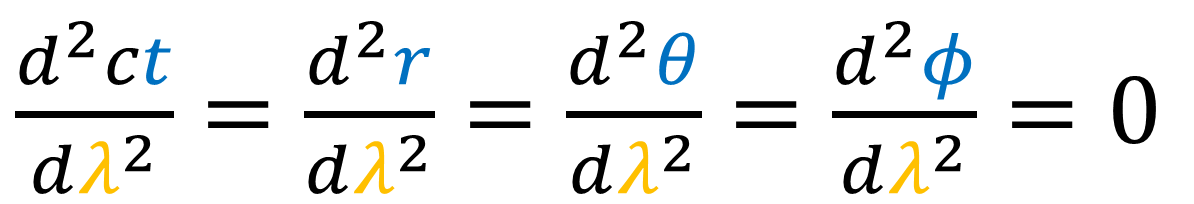 d²ct/dλ² = d²r/dλ² = d²θ/dλ² = d²ϕ/dλ² = 0